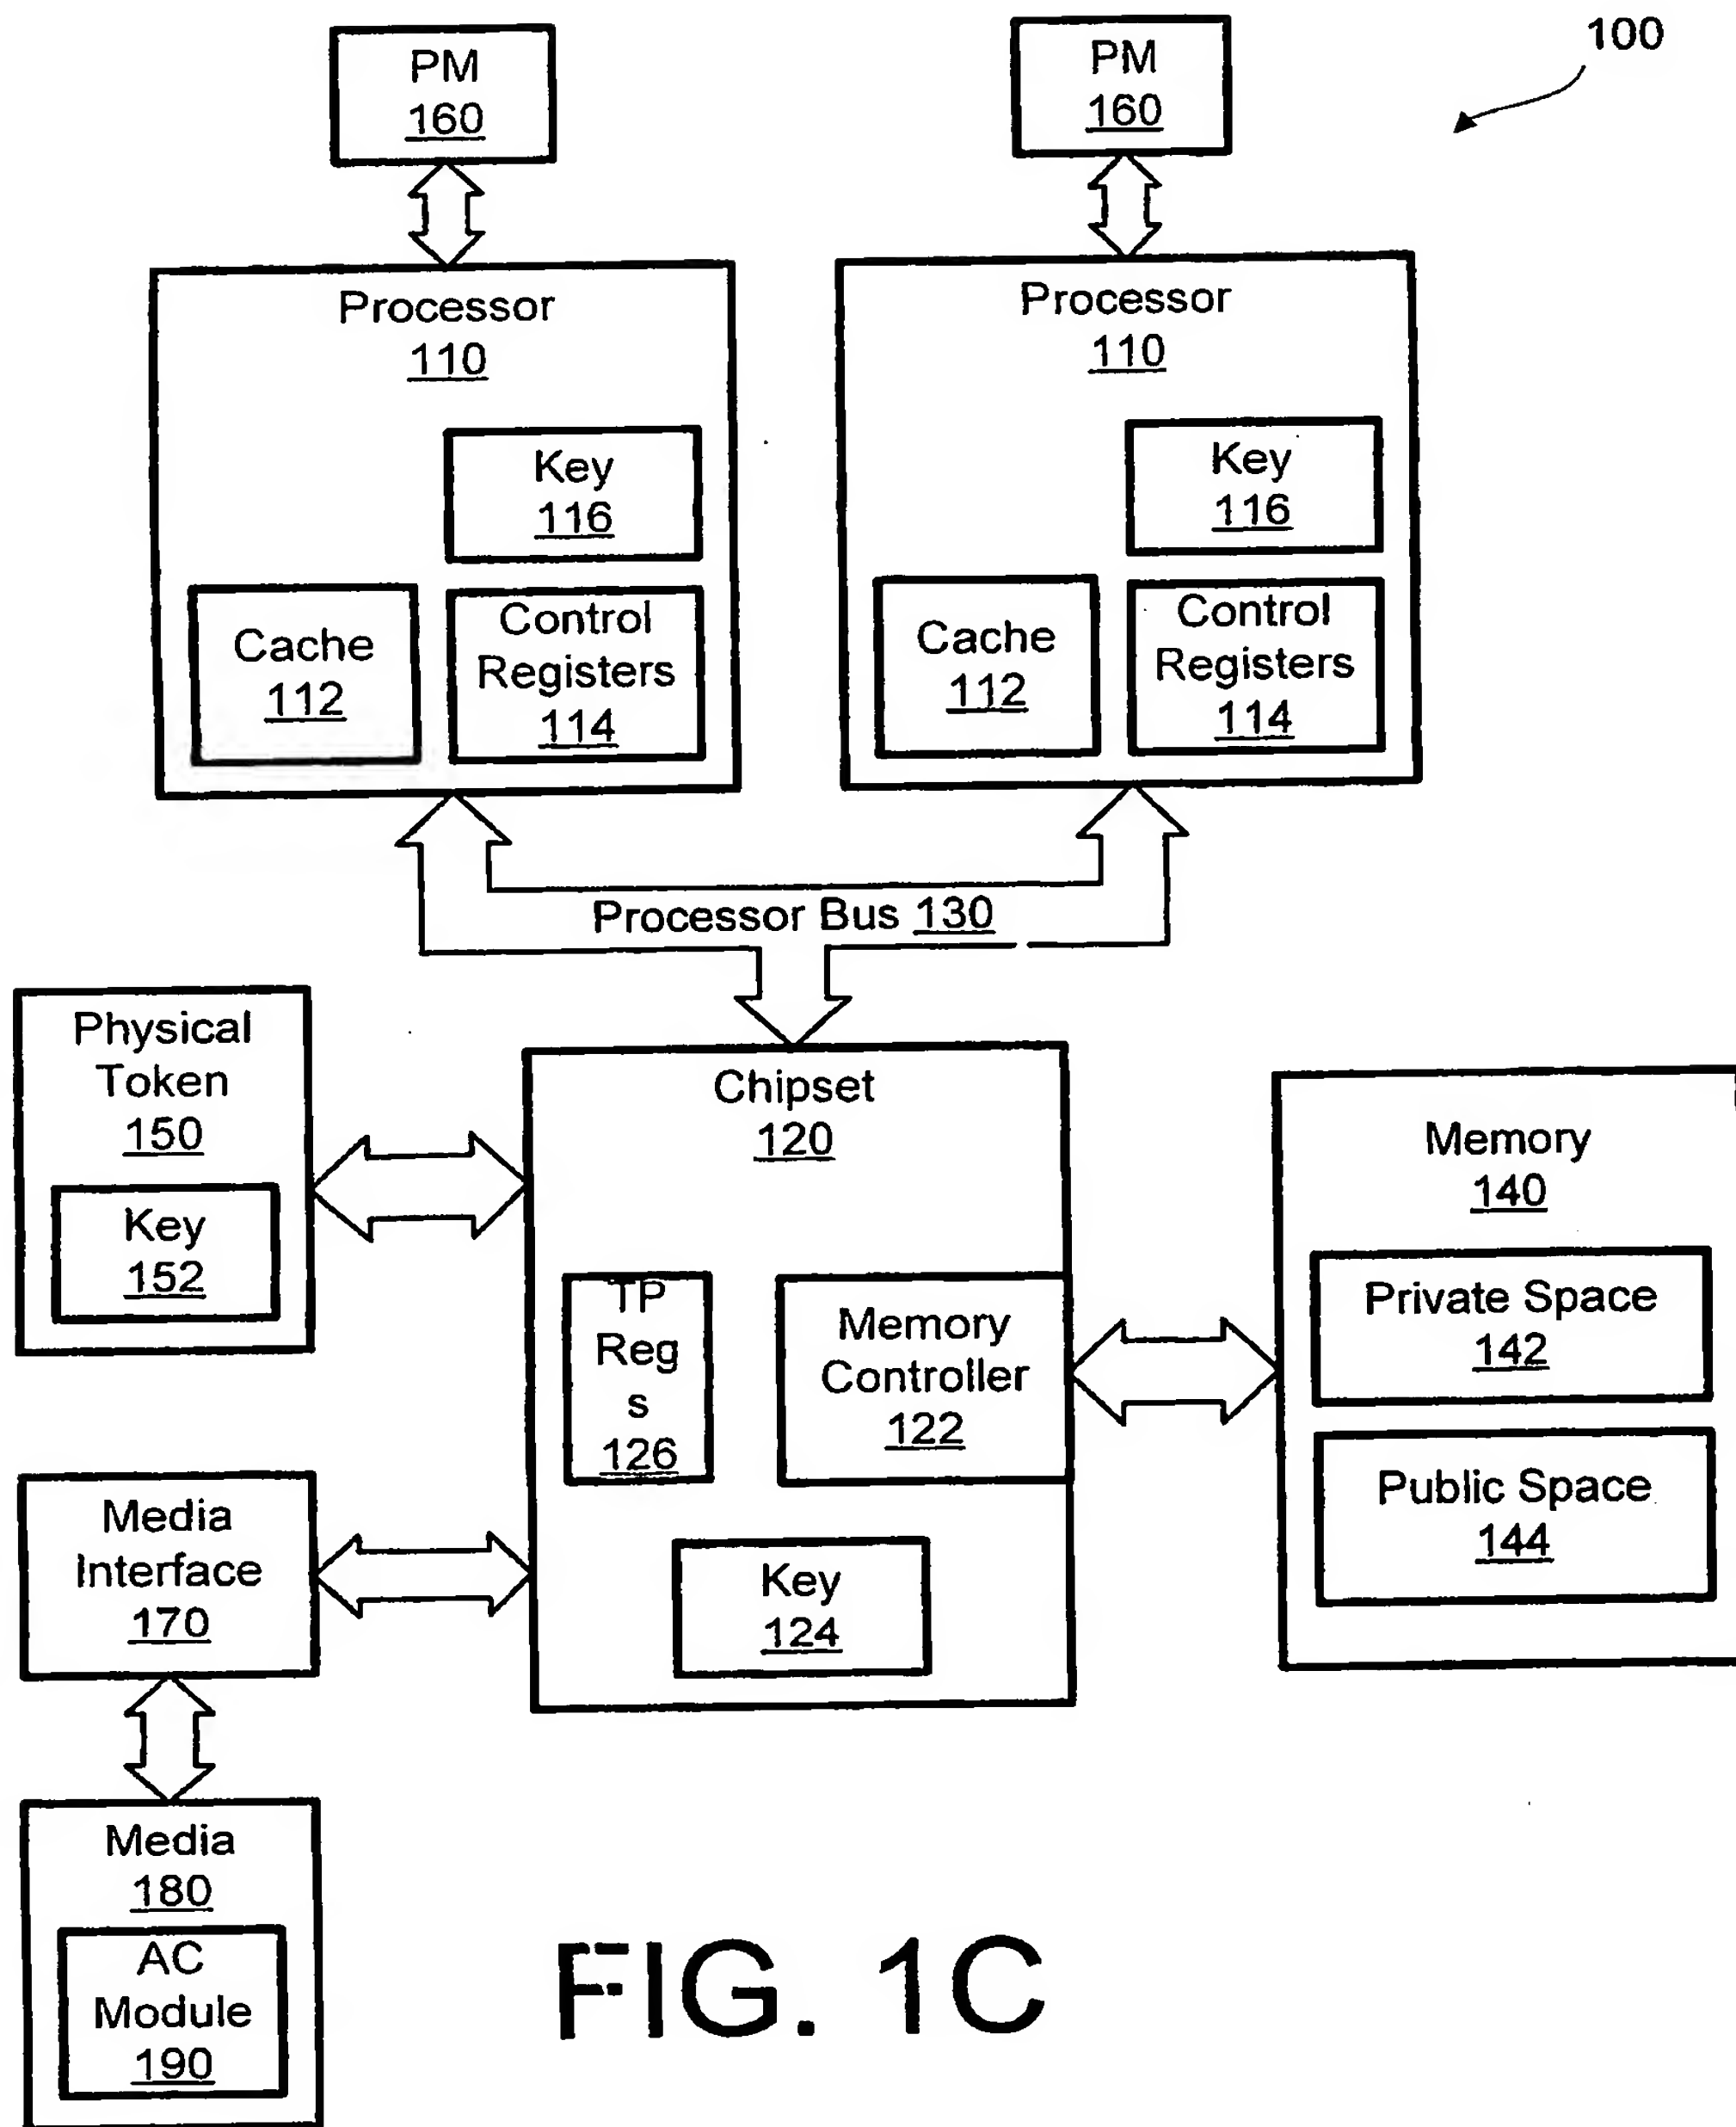 100
PM
160
PM
160
Processor
110
Key
116
Cache
112
Control
Registers
114
Processor
110
Key
116
Cache
112
Control
Registers
114
Processor Bus 130
Physical
Token
150
Key
152
Chipset
120
TP
Reg
s
126
Memory
Controller
122
Key
124
Memory
140
Private Space
142
Public Space
144
Media
Interface
170
Media
180
AC
Module
190
FIG. 1C